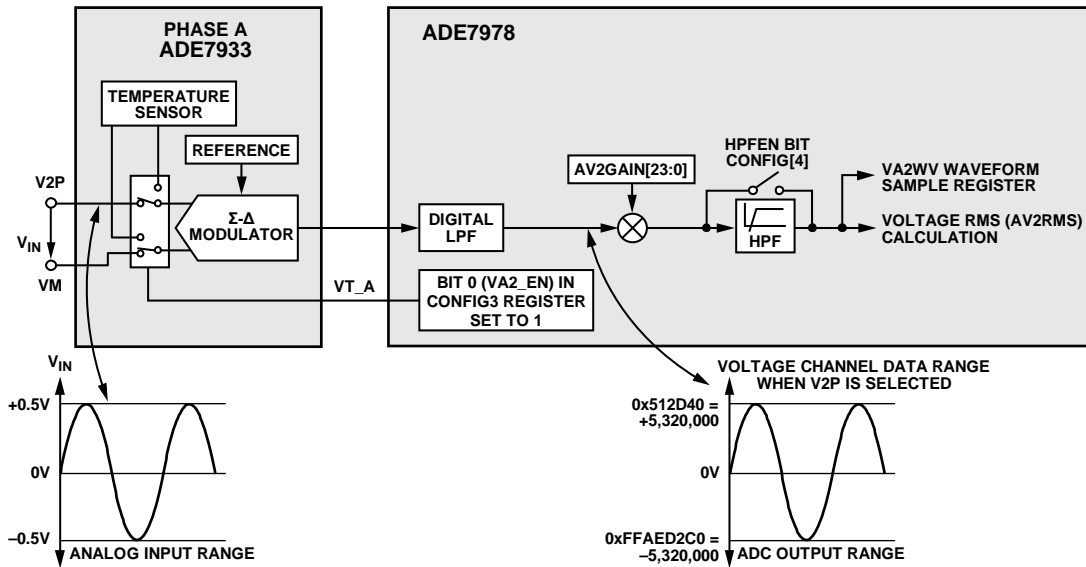 PHASE A
ADE7933
ADE7978
TEMPERATURE
SENSOR
REFERENCE
V2P
VIN
VM
Σ-Δ
MODULATOR
DIGITAL
LPF
AV2GAIN[23:0]
HPFEN BIT
CONFIG[4]
HPF
VA2WV WAVEFORM
SAMPLE REGISTER
VOLTAGE RMS (AV2RMS)
CALCULATION
VT_A
BIT 0 (VA2_EN) IN
CONFIG3 REGISTER
SET TO 1
VIN
+0.5V
0V
–0.5V
ANALOG INPUT RANGE
VOLTAGE CHANNEL DATA RANGE
WHEN V2P IS SELECTED
0x512D40 =
+5,320,000
0V
0xFFAED2C0 =
–5,320,000
ADC OUTPUT RANGE